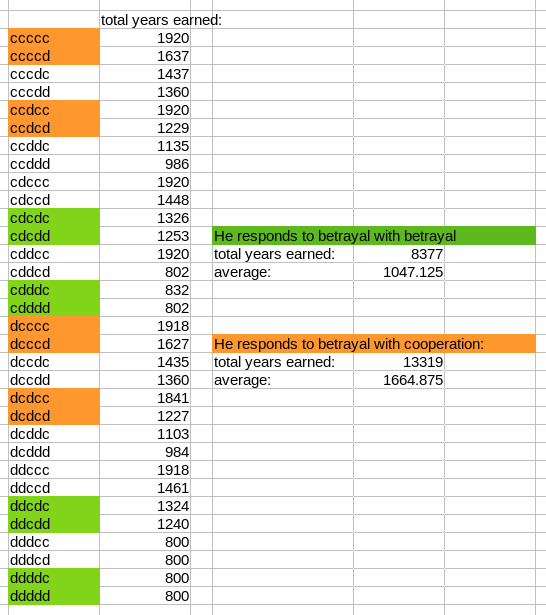 total years earned:
ccccc 1920
ccccd 1637
cccdc 1437
cccdd 1360
ccdcc 1920
ccdcd 1229
ccddc 1135
ccddd 986
cdccc 1920
cdccd 1448
cdcdc 1326
cdcdd 1253 He responds to betrayal with betrayal
cddcc 1920 total years earned: 8377
cddcd 802 average: 1047.125
cdddc 832
cdddd 802
dcccc 1918
dcccd 1627 He responds to betrayal with cooperation:
dccdc 1435 total years earned: 13319
dccdd 1360 average: 1664.875
dcdcc 1841
dcdcd 1227
dcddc 1103
dcddd 984
ddccc 1918
ddccd 1461
ddcdc 1324
ddcdd 1240
dddcc 800
dddcd 800
ddddc 800
ddddd 800